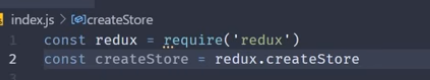 index.js > createStore
1 const redux = require('redux')
2 const createStore = redux.createStore